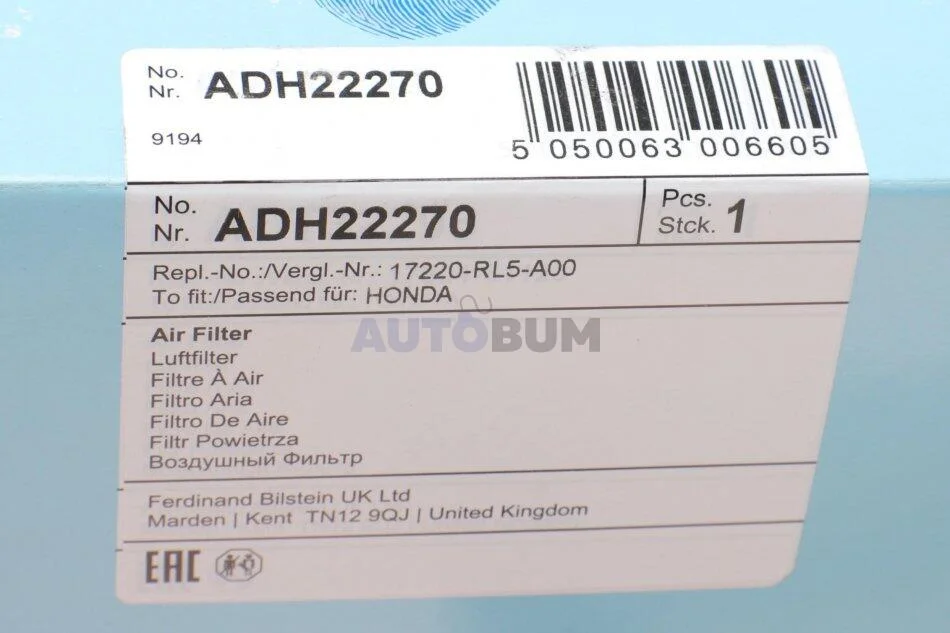 No.
Nr. ADH22270
9194
5 050063 006605
No.
Nr. ADH22270
Pcs.
Stck. 1
Repl.-No.:/Vergl.-Nr.: 17220-RL5-A00
To fit:/Passend für: HONDA
AUTOBUM
Air Filter
Luftfilter
Filtre À Air
Filtro Aria
Filtro De Aire
Filtr Powietrza
Воздушный Фильтр
Ferdinand Bilstein UK Ltd
Marden | Kent TN12 9QJ | United Kingdom
EAC